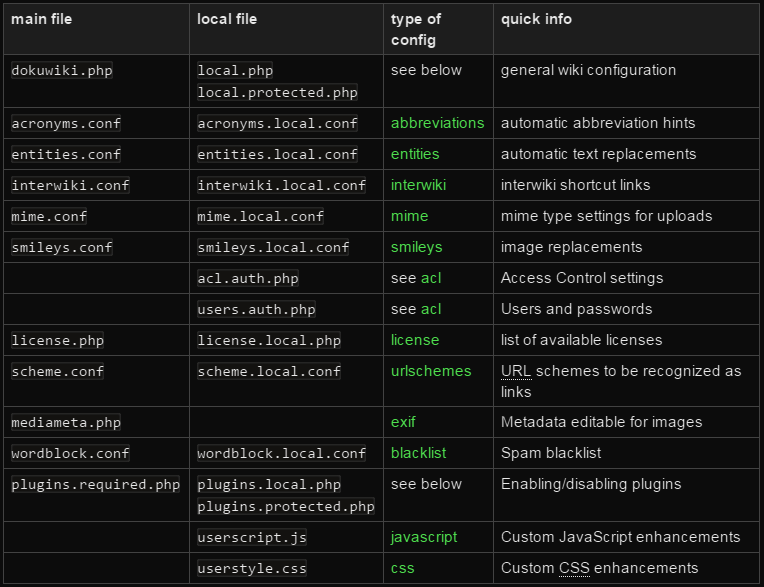 main file local file type of config quick info
dokuwiki.php local.php see below general wiki configuration
local.protected.php
acronyms.conf acronyms.local.conf abbreviations automatic abbreviation hints
entities.conf entities.local.conf entities automatic text replacements
interwiki.conf interwiki.local.conf interwiki interwiki shortcut links
mime.conf mime.local.conf mime mime type settings for uploads
smileys.conf smileys.local.conf smileys image replacements
acl.auth.php see acl Access Control settings
users.auth.php see acl Users and passwords
license.php license.local.php license list of available licenses
scheme.conf scheme.local.conf urlschemes URL schemes to be recognized as
links
mediameta.php exif Metadata editable for images
wordblock.conf wordblock.local.conf blacklist Spam blacklist
plugins.required.php plugins.local.php see below Enabling/disabling plugins
plugins.protected.php
userscript.js javascript Custom JavaScript enhancements
userstyle.css css Custom CSS enhancements